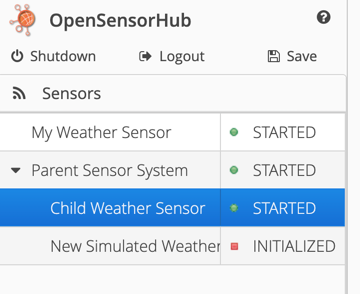 OpenSensorHub
Shutdown Logout Save
Sensors
My Weather Sensor STARTED
Parent Sensor System STARTED
Child Weather Sensor STARTED
New Simulated Weather INITIALIZED